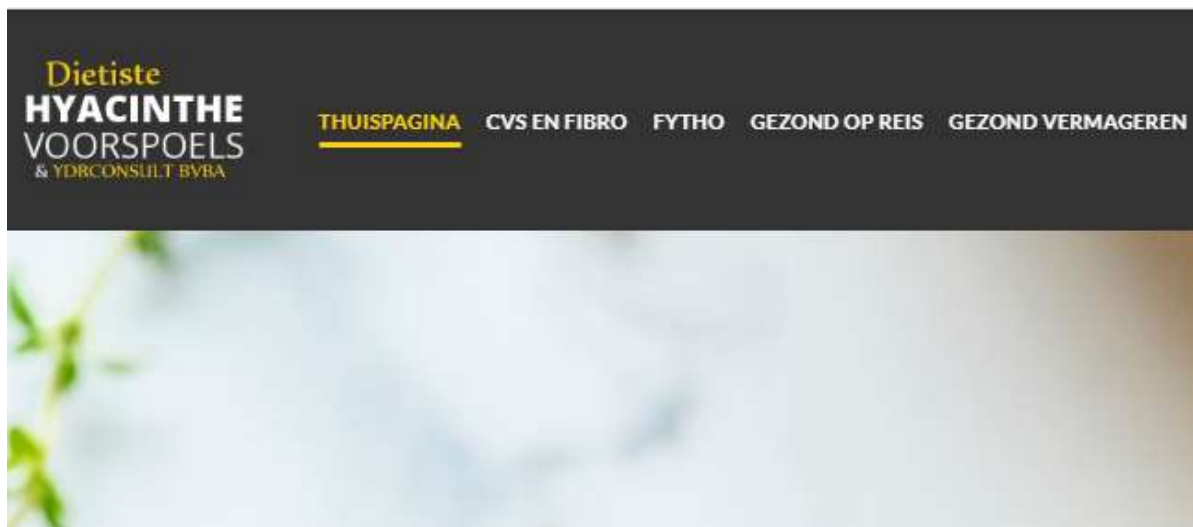 Dietiste
HYACINTHE
VOORSPOELS
& YDRCONSULT BVBA
THUISPAGINA CVS EN FIBRO FYTHO GEZOND OP REIS GEZOND VERMAGEREN